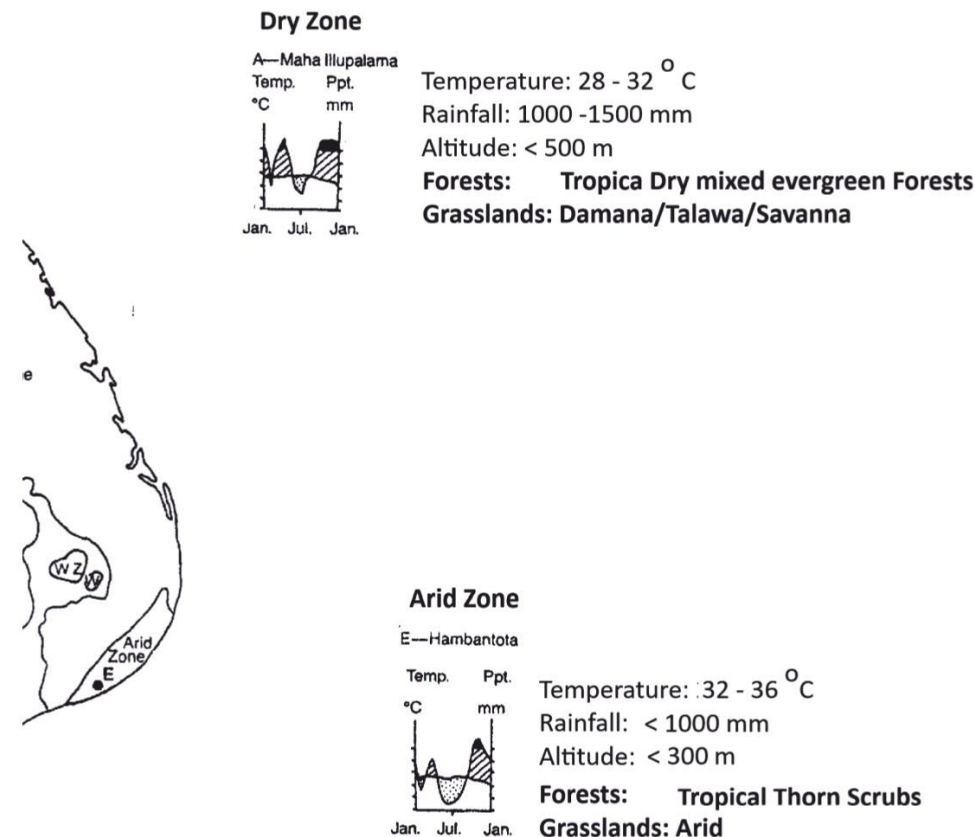 Dry Zone
A—Maha Illupalama
Temp. Ppt.
°C mm
Jan. Jul. Jan.
Temperature: 28 - 32 °C
Rainfall: 1000 -1500 mm
Altitude: < 500 m
Forests: Tropica Dry mixed evergreen Forests
Grasslands: Damana/Talawa/Savanna
e
WZ
Arid
Zone
E
Arid Zone
E—Hambantota
Temp. Ppt.
°C mm
Jan. Jul. Jan.
Temperature: 32 - 36 °C
Rainfall: < 1000 mm
Altitude: < 300 m
Forests: Tropical Thorn Scrubs
Grasslands: Arid